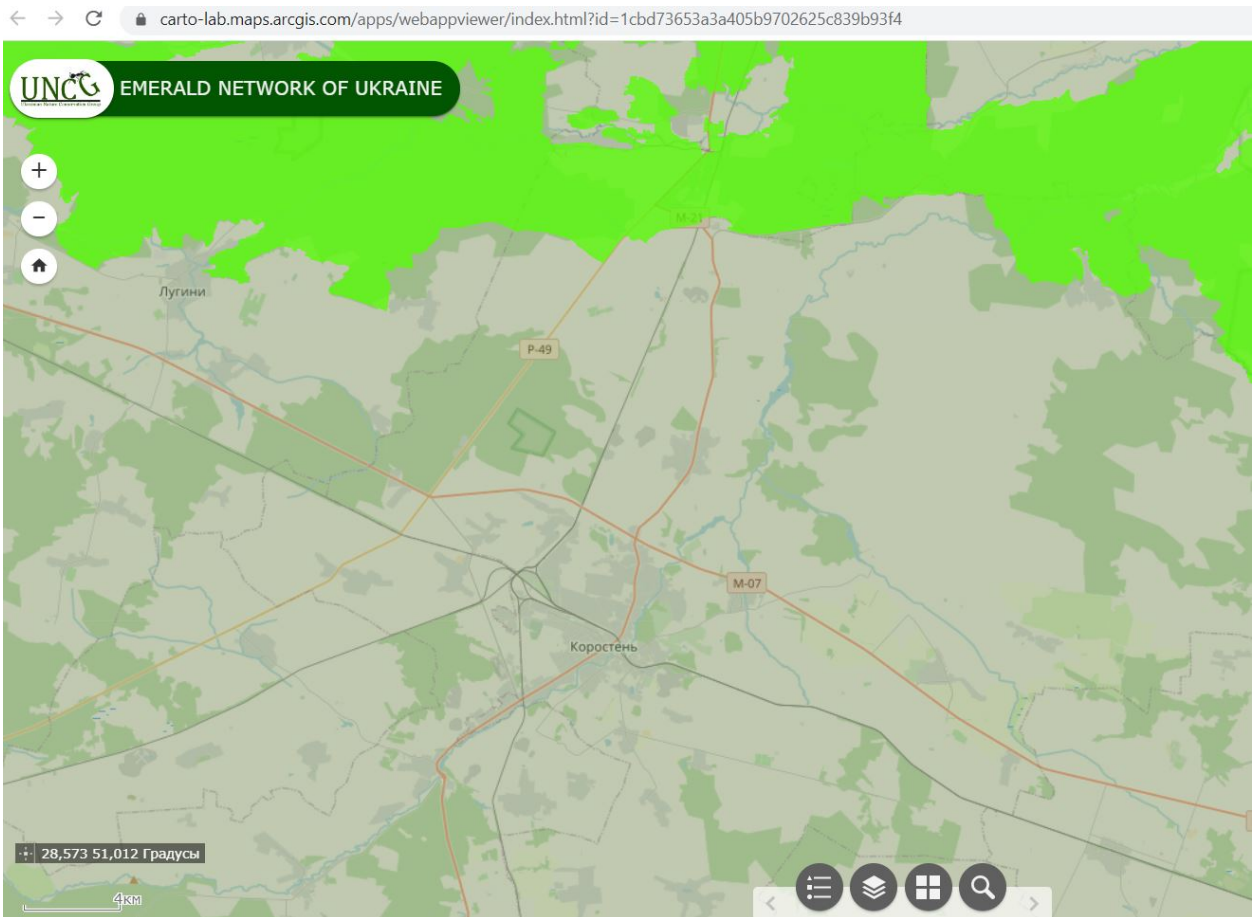 carto-lab.maps.arcgis.com/apps/webappviewer/index.html?id=1cbd73653a3a405b9702625c839b93f4
UNCG
EMERALD NETWORK OF UKRAINE
M-21
Лугини
P-49
M-07
Коростень
28,573 51,012 Градусы
4км